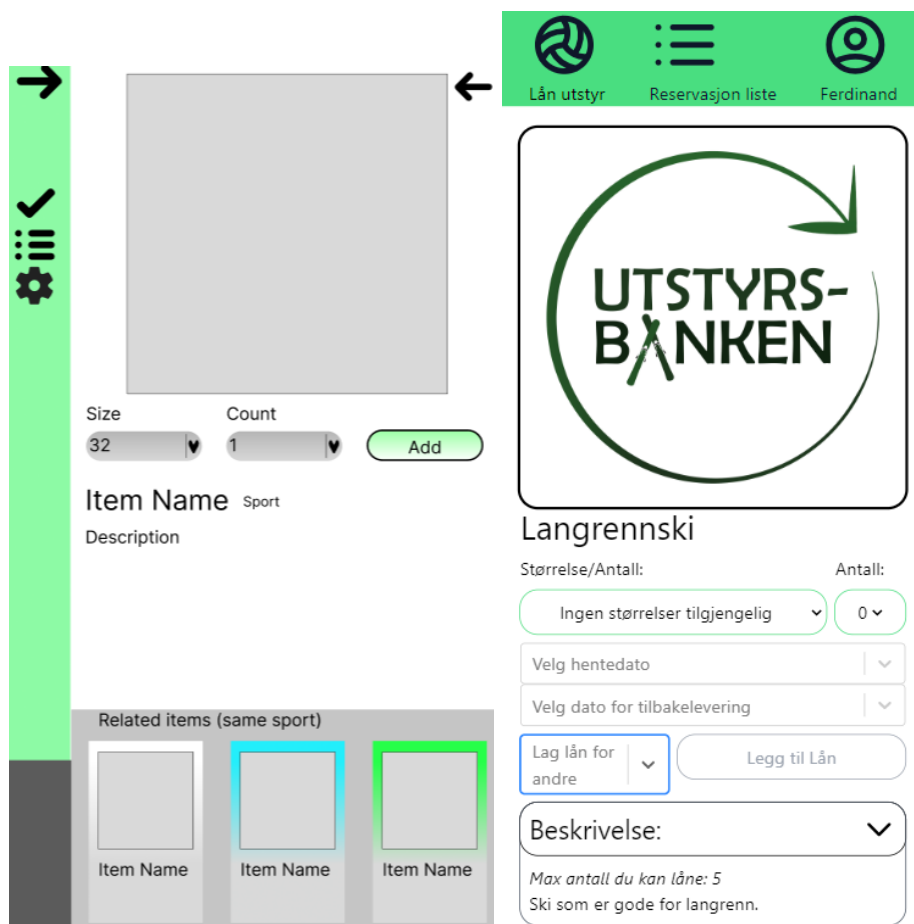 Size
Count
32
1
Add
Item Name Sport
Description
Related items (same sport)
Item Name
Item Name
Item Name
Lån utstyr
Reservasjon liste
Ferdinand
UTSTYRS-
BANKEN
Langrennski
Størrelse/Antall:
Antall:
Ingen størrelser tilgjengelig
0
Velg hentedato
Velg dato for tilbakelevering
Lag lån for
andre
Legg til Lån
Beskrivelse:
Max antall du kan låne: 5
Ski som er gode for langrenn.